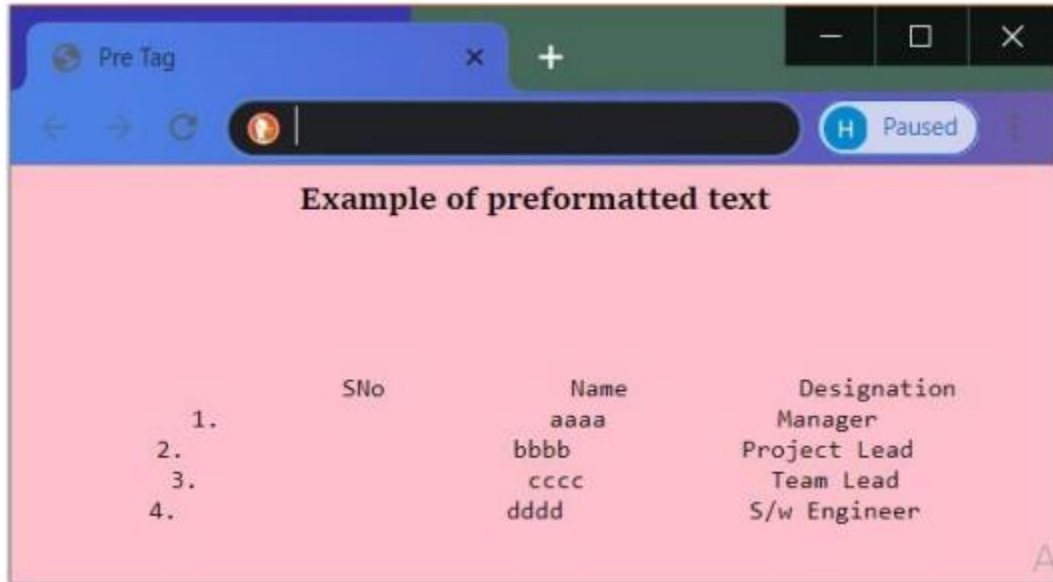 Pre Tag
H Paused
Example of preformatted text
SNo Name Designation
1. aaaa Manager
2. bbbb Project Lead
3. cccc Team Lead
4. dddd S/w Engineer
A